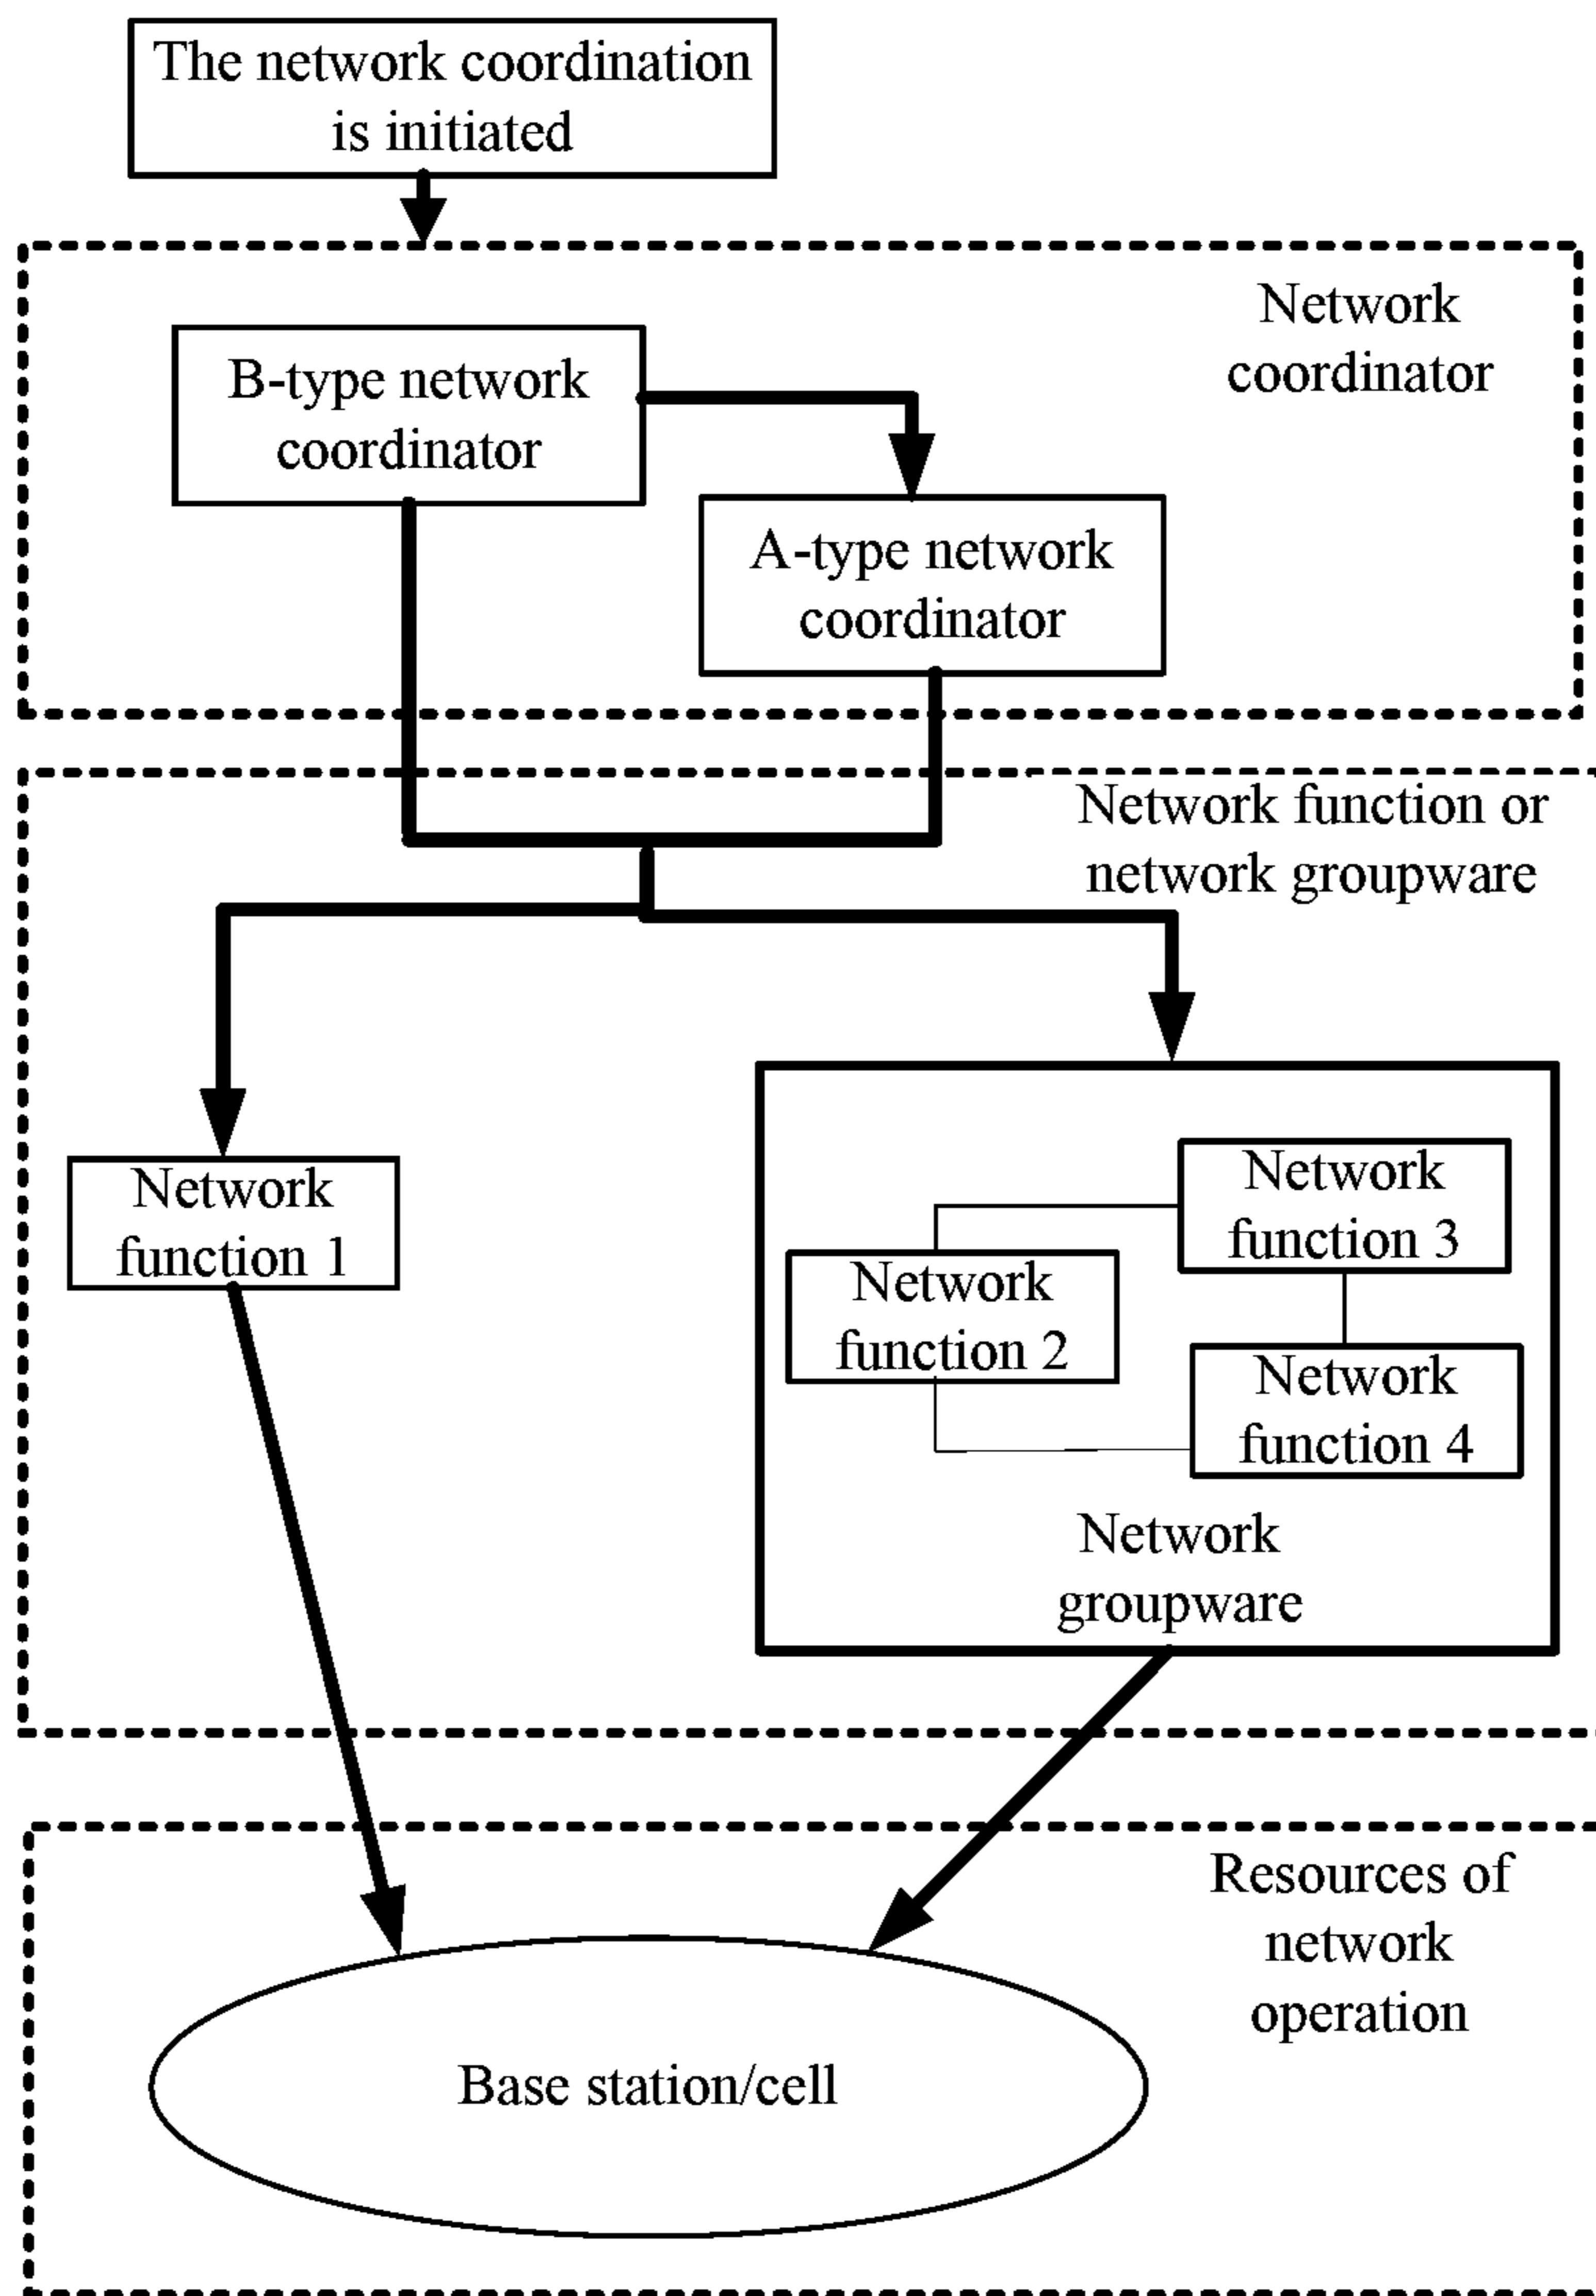 The network coordination
is initiated
Network
coordinator
B-type network
coordinator
A-type network
coordinator
Network function or
network groupware
Network
function 1
Network
function 3
Network
function 2
Network
function 4
Network
groupware
Resources of
network
operation
Base station/cell